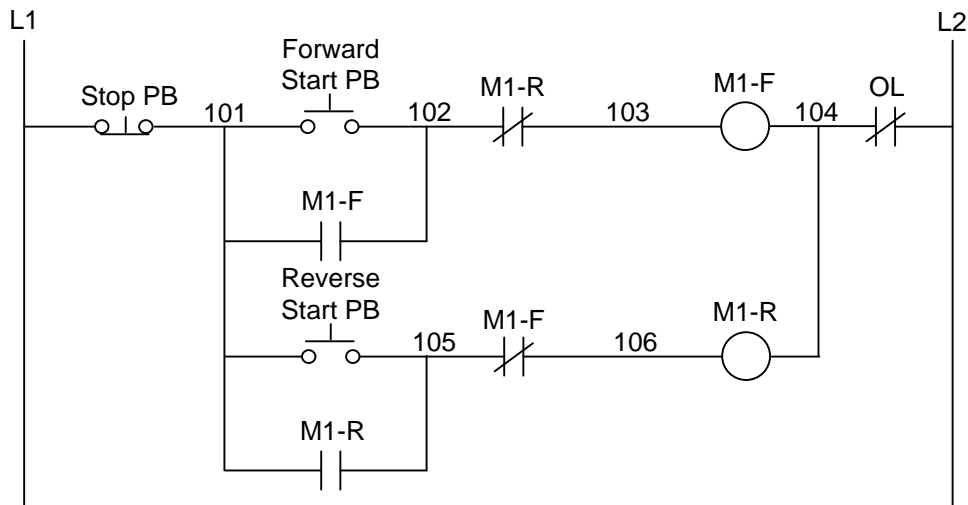 L1
L2
Forward
Start PB
Stop PB
101
102
M1-R
103
M1-F
104
OL
M1-F
Reverse
Start PB
105
M1-F
106
M1-R
M1-R